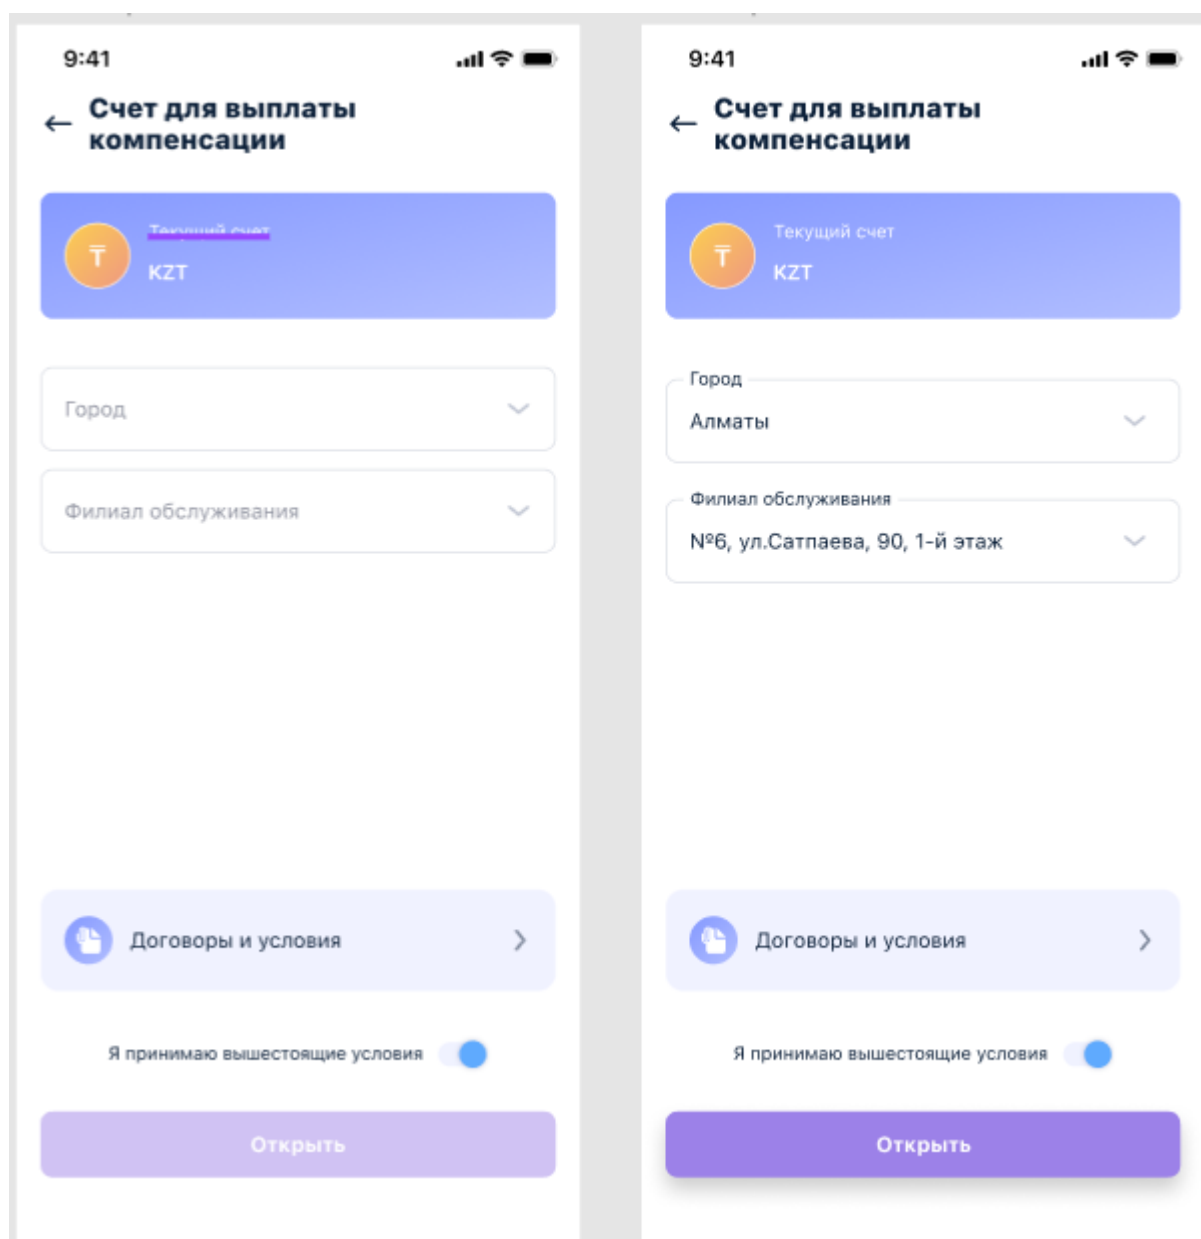 9:41
Счет для выплаты
компенсации
₸
Текущий счет
KZT
Город
Филиал обслуживания
Договоры и условия
Я принимаю вышестоящие условия
Открыть
9:41
Счет для выплаты
компенсации
₸
Текущий счет
KZT
Город
Алматы
Филиал обслуживания
№6, ул.Сатпаева, 90, 1-й этаж
Договоры и условия
Я принимаю вышестоящие условия
Открыть